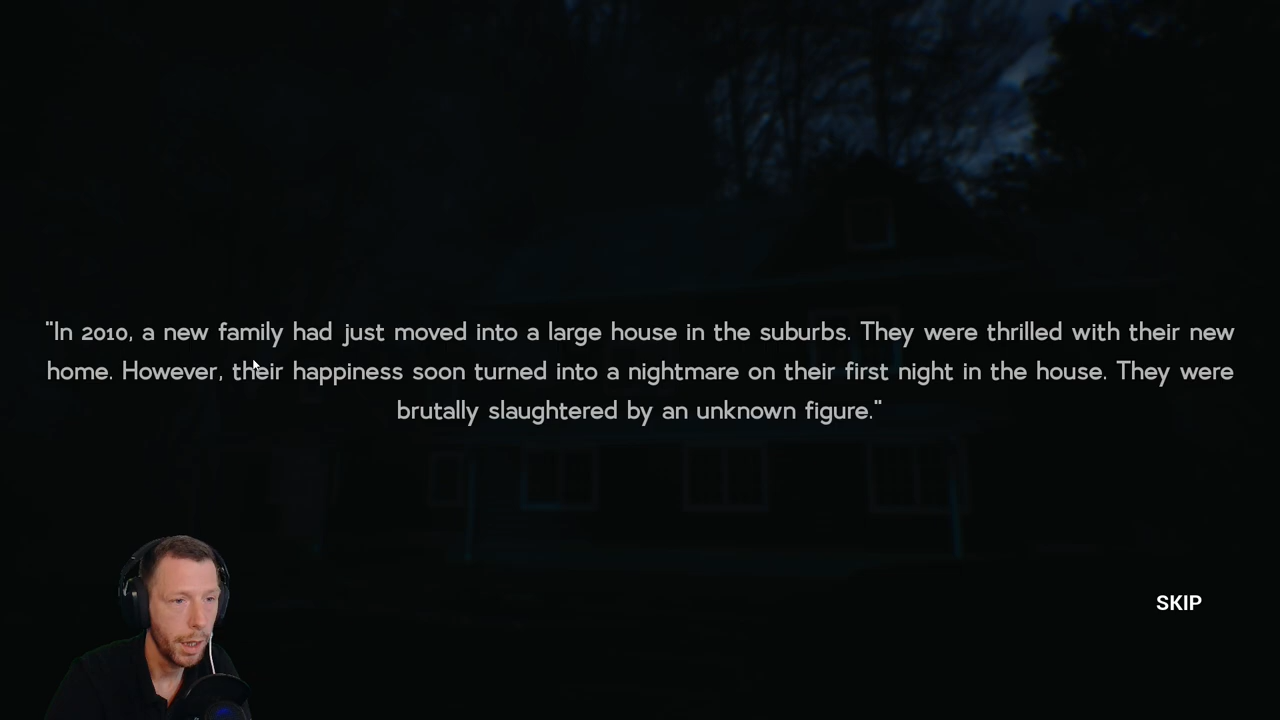 "In 2010, a new family had just moved into a large house in the suburbs. They were thrilled with their new
home. However, their happiness soon turned into a nightmare on their first night in the house. They were
brutally slaughtered by an unknown figure."
SKIP